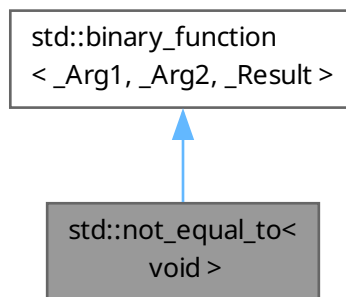 std::binary_function
< _Arg1, _Arg2, _Result >
std::not_equal_to<
void >